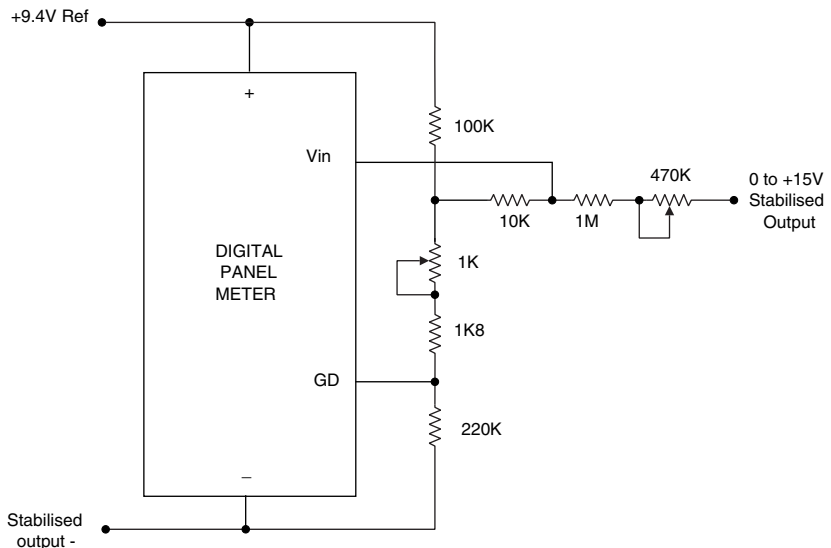 +9.4V Ref
+
100K
Vin
470K
0 to +15V
Stabilised
Output
10K
1M
DIGITAL
PANEL
METER
1K
1K8
GD
220K
–
Stabilised
output -